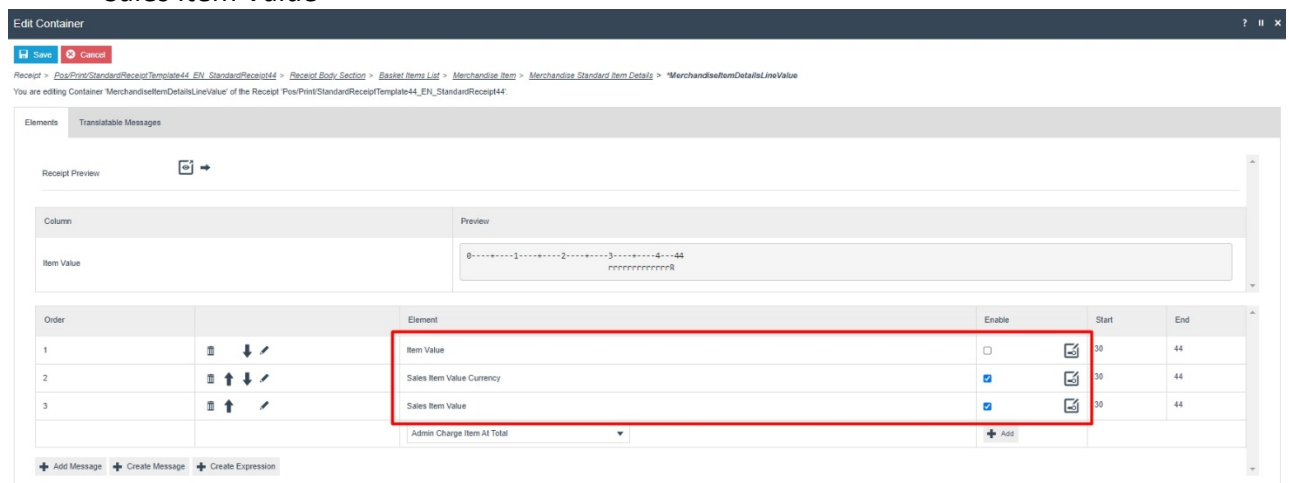 Sales Item Value
Edit Container
Save Cancel
Receipt > Pos/Print/StandardReceiptTemplate44_EN_StandardReceipt44 > Receipt Body Section > Basket Items List > Merchandise Item > Merchandise Standard Item Details > *MerchandiseItemDetailsLineValue
You are editing Container 'MerchandiseItemDetailsLineValue' of the Receipt 'Pos/Print/StandardReceiptTemplate44_EN_StandardReceipt44'.
Elements Translatable Messages
Receipt Preview
Column Preview
Item Value
0----+----1----+----2----+----3----+----4---44
rrrrrrrrrrrrrR
Order Element Enable Start End
1 Item Value 30 44
2 Sales Item Value Currency 30 44
3 Sales Item Value 30 44
Admin Charge Item At Total Add
Add Message Create Message Create Expression